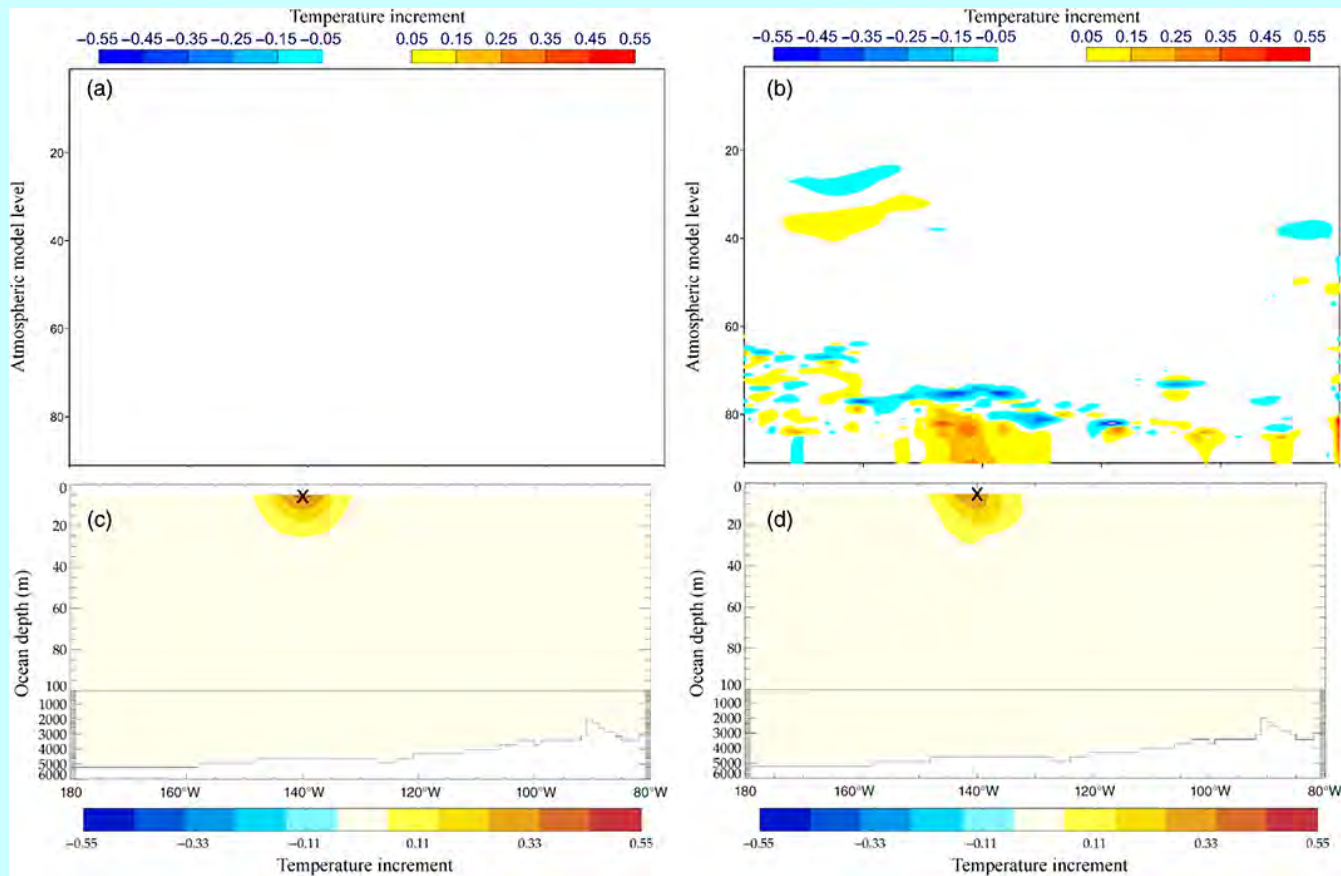 Temperature increment
−0.55 −0.45 −0.35 −0.25 −0.15 −0.05 0.05 0.15 0.25 0.35 0.45 0.55
(a)
20
40
60
80
Atmospheric model level
Temperature increment
−0.55 −0.45 −0.35 −0.25 −0.15 −0.05 0.05 0.15 0.25 0.35 0.45 0.55
(b)
20
40
60
80
Atmospheric model level
(c)
X
0
20
40
60
80
100
1000
2000
3000
4000
5000
6000
Ocean depth (m)
180 160°W 140°W 120°W 100°W 80°W
−0.55 −0.33 −0.11 0.11 0.33 0.55
Temperature increment
(d)
X
0
20
40
60
80
100
1000
2000
3000
4000
5000
6000
Ocean depth (m)
180 160°W 140°W 120°W 100°W 80°W
−0.55 −0.33 −0.11 0.11 0.33 0.55
Temperature increment